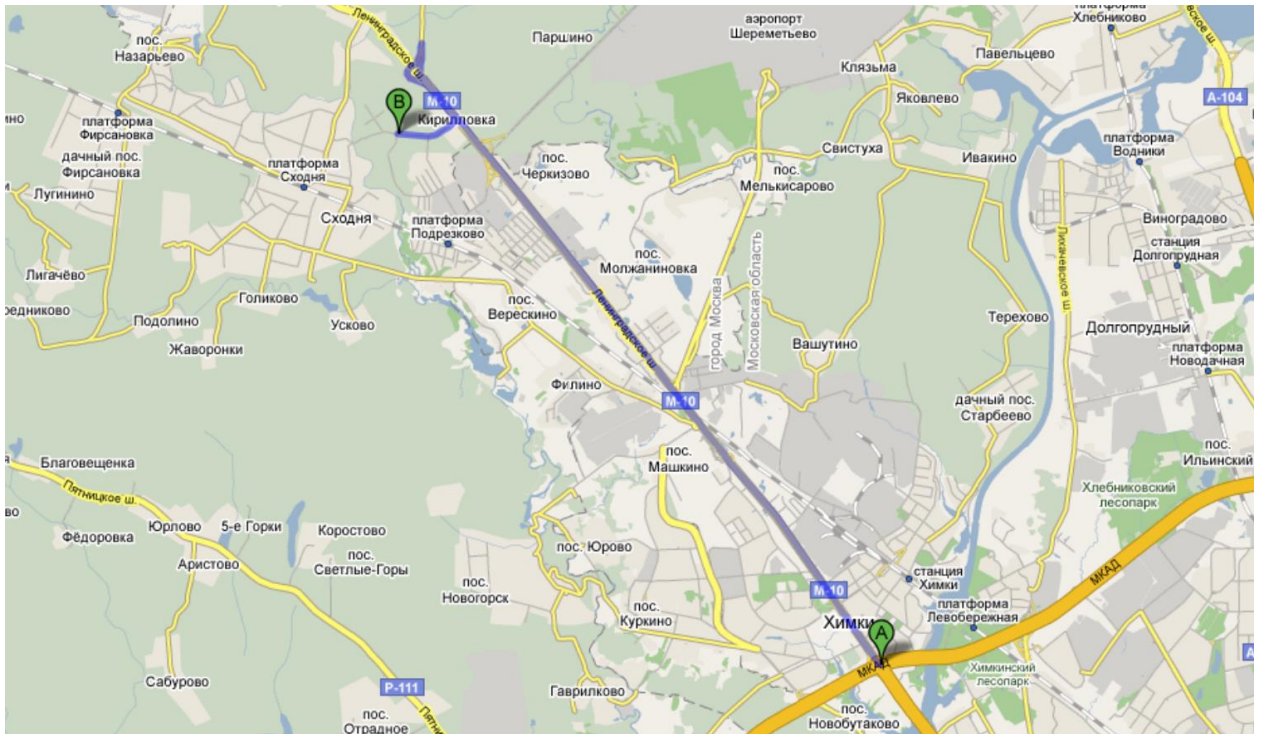 платформа
Хлебниково
Ленинградское ш.
аэропорт
Шереметьево
пос.
Назарьево
Паршино
Павельцево
Клязьма
Яковлево
А-104
B
М-10
Кирилловка
платформа
Фирсановка
дачный пос.
Фирсановка
платформа
Сходня
пос.
Черкизово
Свистуха
Ивакино
платформа
Водники
пос.
Мелькисарово
Лугинино
Сходня
платформа
Подрезково
Виноградово
станция
Долгопрудная
Лихачевское ш.
город Москва
Московская область
пос.
Молжаниновка
Лигачёво
Голиково
Подолино
Усково
Жаворонки
пос.
Верескино
Ленинградское ш.
Терехово
Долгопрудный
Вашутино
платформа
Новодачная
Филино
М-10
дачный пос.
Старбеево
пос.
Машкино
пос.
Ильинский
Благовещенка
Пятницкое ш.
Хлебниковский
лесопарк
Юрлово
5-е Горки
Коростово
Фёдоровка
Аристово
пос.
Светлые-Горы
пос. Юрово
пос.
Новогорск
станция
Химки
МКАД
М-10
платформа
Левобережная
пос.
Куркино
Химки
A
МКАД
Химкинский
лесопарк
Сабурово
Р-111
Гаврилково
пос.
Новобутаково
пос.
Отрадное